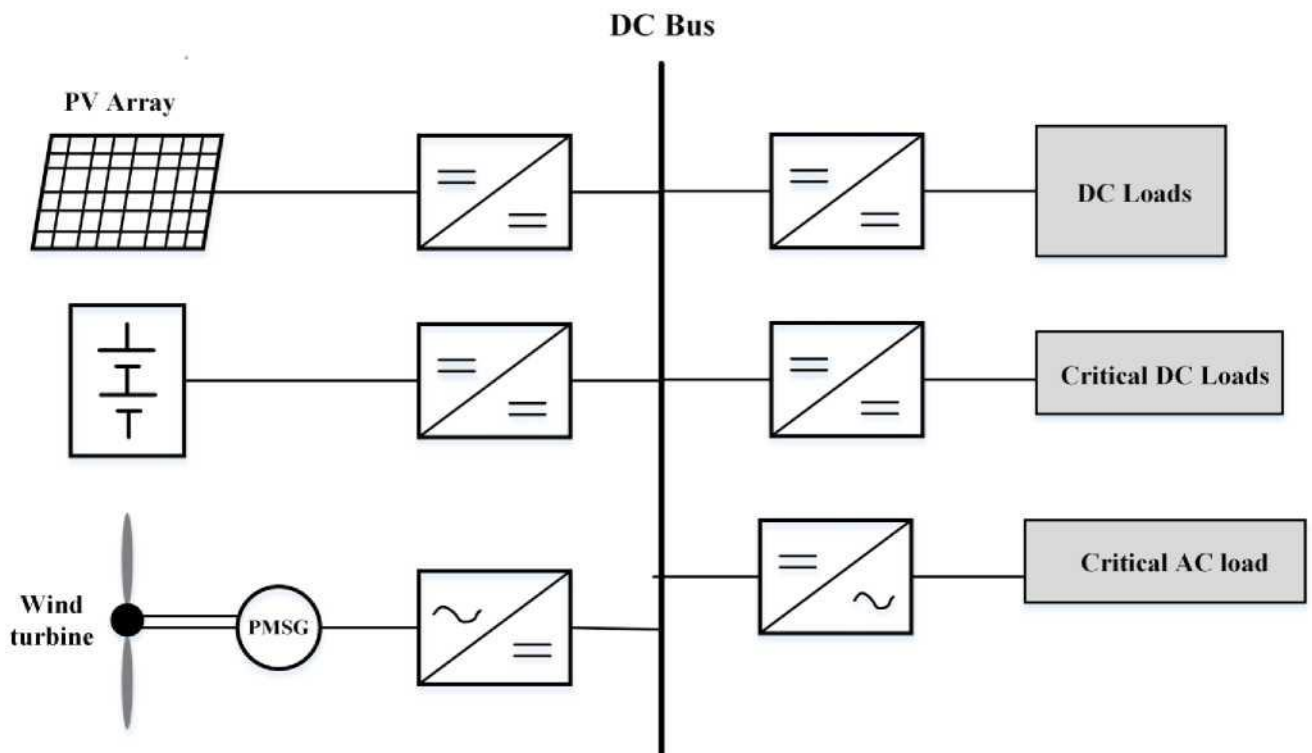 DC Bus
PV Array
DC Loads
Critical DC Loads
Critical AC load
Wind
turbine
PMSG